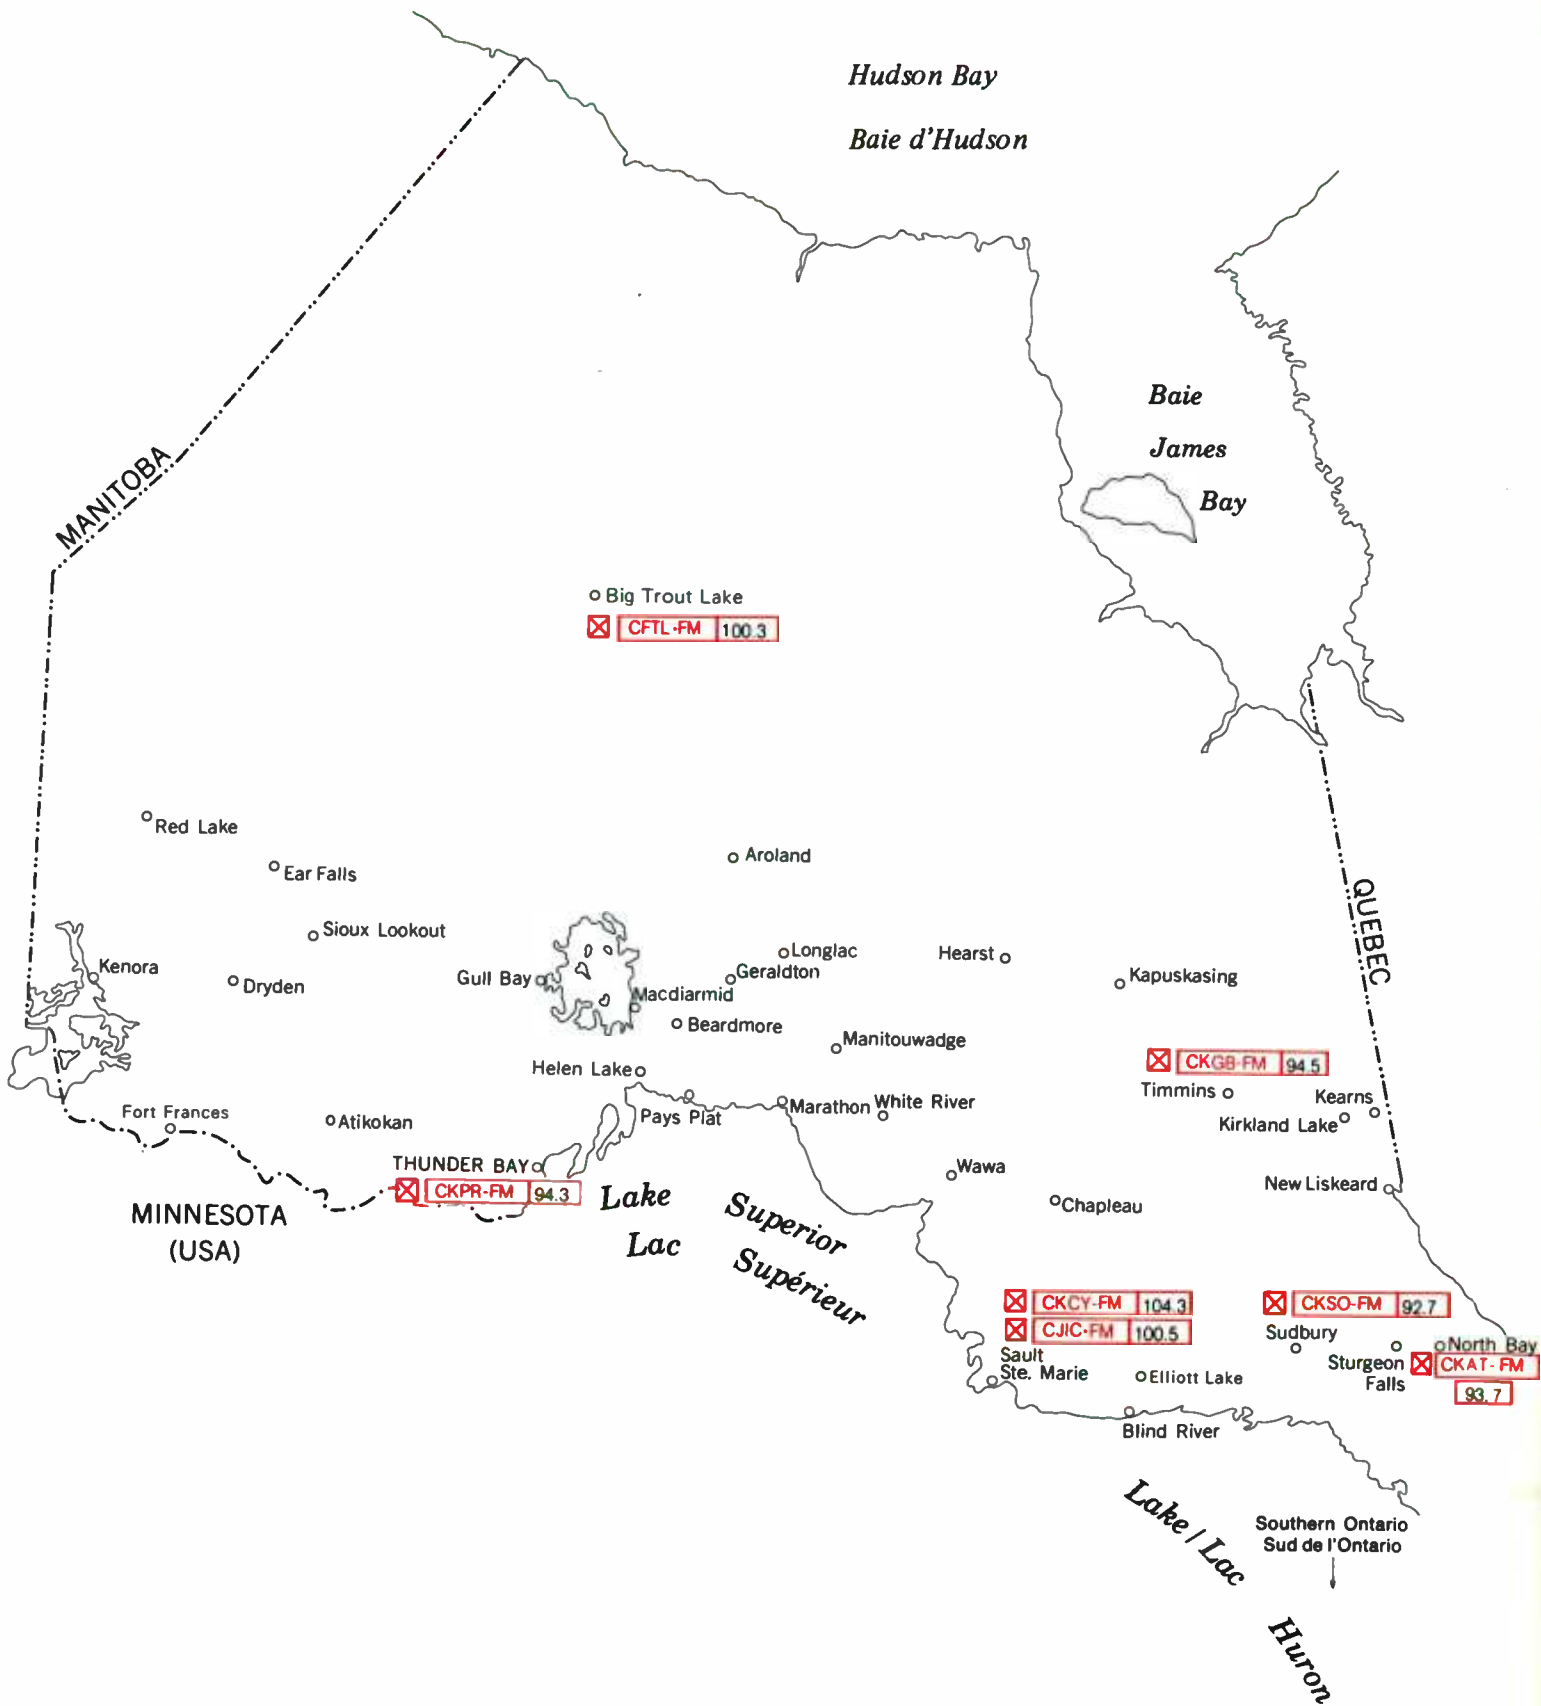 Hudson Bay
Baie d'Hudson
Baie
James
Bay
MANITOBA
Big Trout Lake
CFTL·FM 100.3
Red Lake
Ear Falls
Aroland
QUEBEC
Sioux Lookout
Longlac
Hearst
Kenora
Dryden
Gull Bay
Geraldton
Kapuskasing
Macdiarmid
Beardmore
Manitouwadge
CKGB-FM 94.5
Helen Lake
Timmins
Kearns
Fort Frances
Atikokan
Pays Plat
Marathon
White River
Kirkland Lake
THUNDER BAY
CKPR-FM 94.3
Wawa
New Liskeard
Chapleau
MINNESOTA
(USA)
Lake Superior
Lac Supérieur
CKCY-FM 104.3
CJIC·FM 100.5
Sault
Ste. Marie
CKSO-FM 92.7
Sudbury
North Bay
CKAT-FM
93.7
Sturgeon
Falls
Elliott Lake
Blind River
Lake / Lac
Huron
Southern Ontario
Sud de l'Ontario